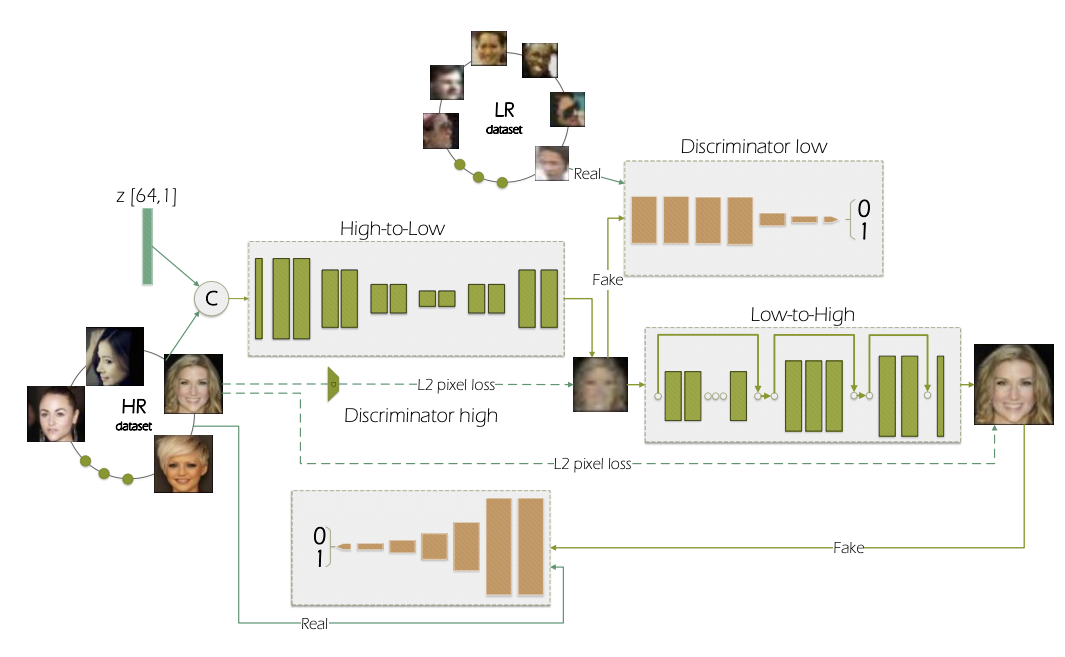 LR
dataset
Discriminator low
Real
z [64,1]
0
1
High-to-Low
Fake
C
Low-to-High
L2 pixel loss
HR
dataset
Discriminator high
L2 pixel loss
0
1
Fake
Real